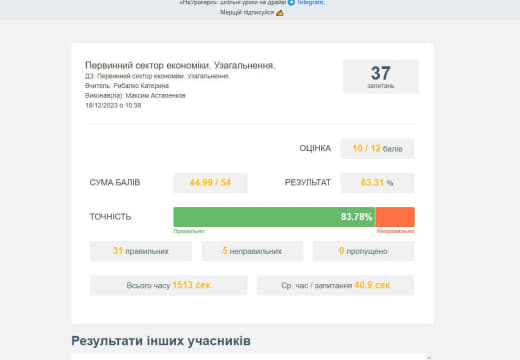 «НаУрокер»: шкільні уроки на драйві Telegram.
Мерщій підписуйся
Первинний сектор економіки. Узагальнення.
ДЗ: Первинний сектор економіки. Узагальнення.
Вчитель: Рибалко Катерина
Виконав(ла): Максим Астапенков
18/12/2023 о 10:38
37
запитань
ОЦІНКА 10 / 12 балів
СУМА БАЛІВ 44.99 / 54 РЕЗУЛЬТАТ 83.31 %
ТОЧНІСТЬ 83.78%
Правильно Неправильно
31 правильних 5 неправильних 0 пропущено
Всього часу 1513 сек Ср. час / запитання 40.9 сек
Результати інших учасників